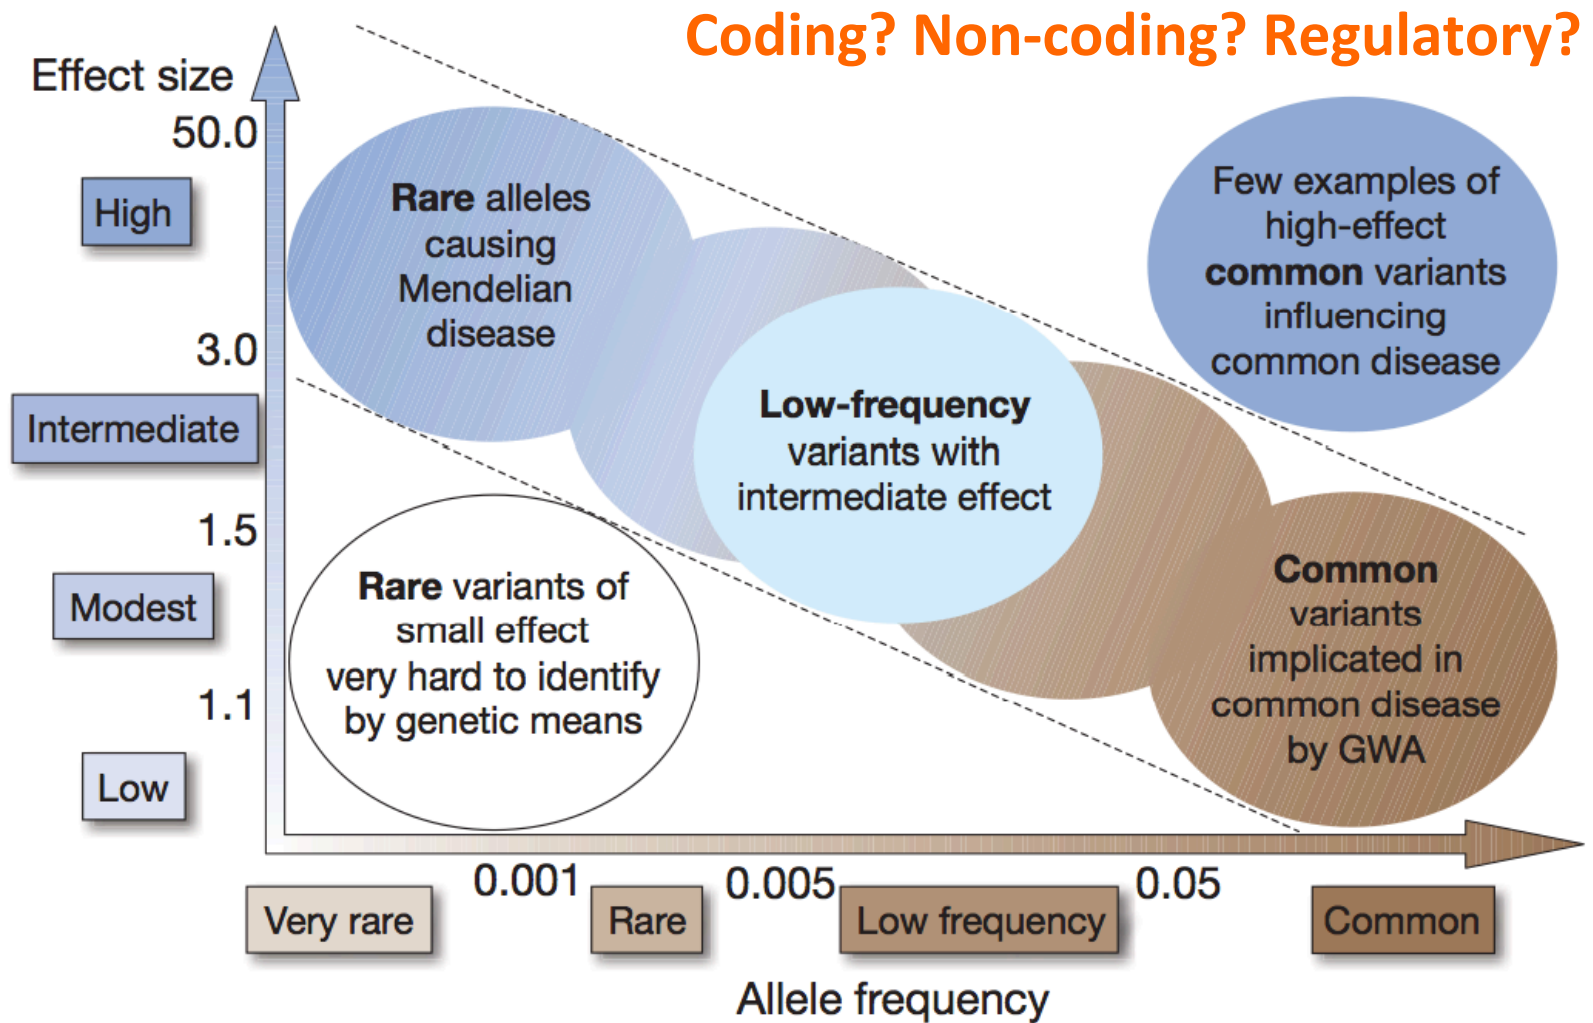 Coding? Non-coding? Regulatory?
Effect size
50.0
High
3.0
Intermediate
1.5
Modest
1.1
Low
Rare alleles
causing
Mendelian
disease
Few examples of
high-effect
common variants
influencing
common disease
Low-frequency
variants with
intermediate effect
Rare variants of
small effect
very hard to identify
by genetic means
Common
variants
implicated in
common disease
by GWA
0.001
0.005
0.05
Very rare
Rare
Low frequency
Common
Allele frequency